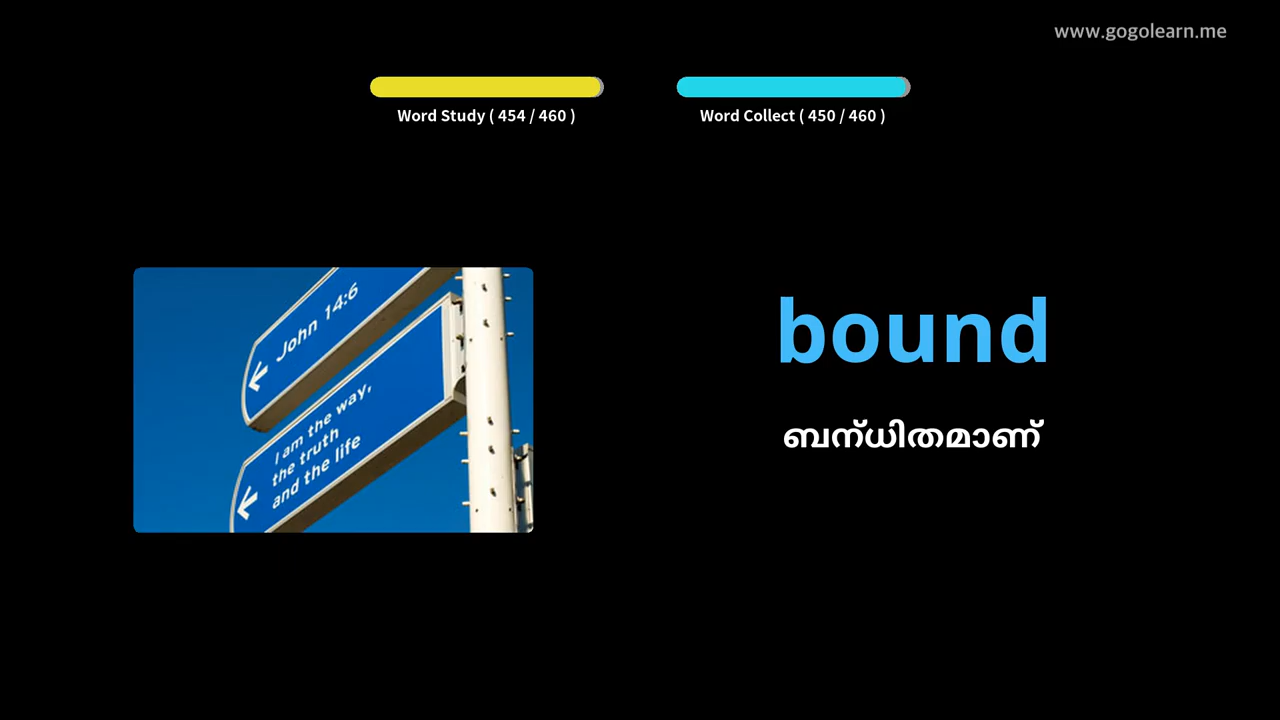 www.gogolearn.me
Word Study ( 454 / 460 )
Word Collect ( 450 / 460 )
John 14:6
I am the way,
the truth
and the life
bound
ബന്ധിതമാണ്